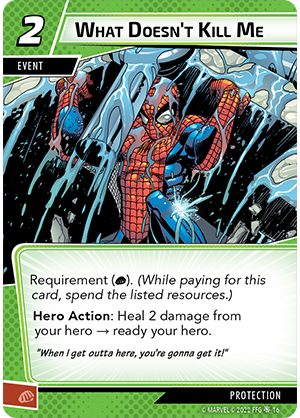 2
WHAT DOESN'T KILL ME
EVENT
Requirement (). (While paying for this
card, spend the listed resources.)
Hero Action: Heal 2 damage from
your hero → ready your hero.
"When I get outta here, you're gonna get it!"
PROTECTION
© MARVEL © 2022 FFG 16